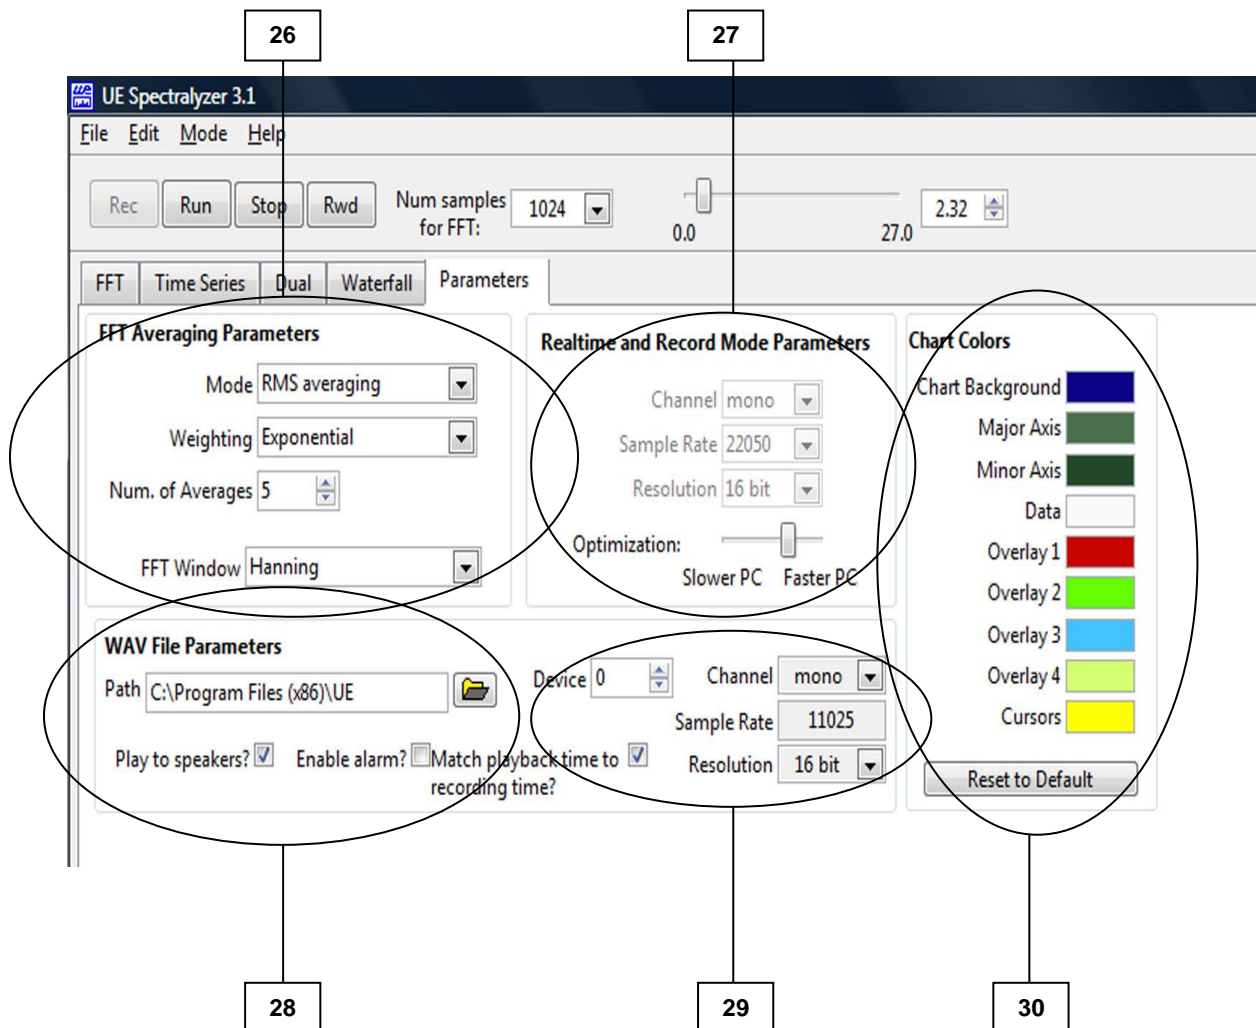 26
27
UE Spectralyzer 3.1
File Edit Mode Help
Rec Run Stop Rwd
Num samples
for FFT:
1024
0.0 27.0
2.32
FFT Time Series Dual Waterfall Parameters
FFT Averaging Parameters
Mode RMS averaging
Weighting Exponential
Num. of Averages 5
FFT Window Hanning
Realtime and Record Mode Parameters
Channel mono
Sample Rate 22050
Resolution 16 bit
Optimization:
Slower PC Faster PC
Chart Colors
Chart Background
Major Axis
Minor Axis
Data
Overlay 1
Overlay 2
Overlay 3
Overlay 4
Cursors
Reset to Default
WAV File Parameters
Path C:\Program Files (x86)\UE
Play to speakers? Enable alarm? Match playback time to
recording time?
Device 0
Channel mono
Sample Rate 11025
Resolution 16 bit
28
29
30